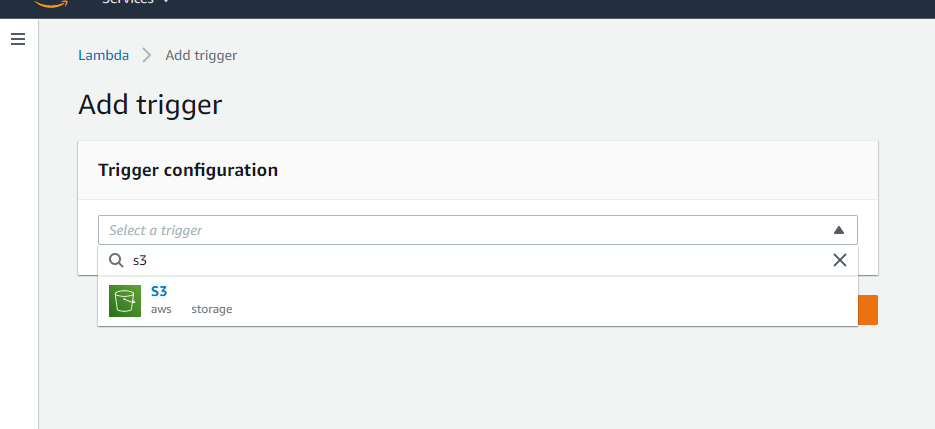 Services
Lambda > Add trigger
Add trigger
Trigger configuration
Select a trigger
s3
S3
aws storage